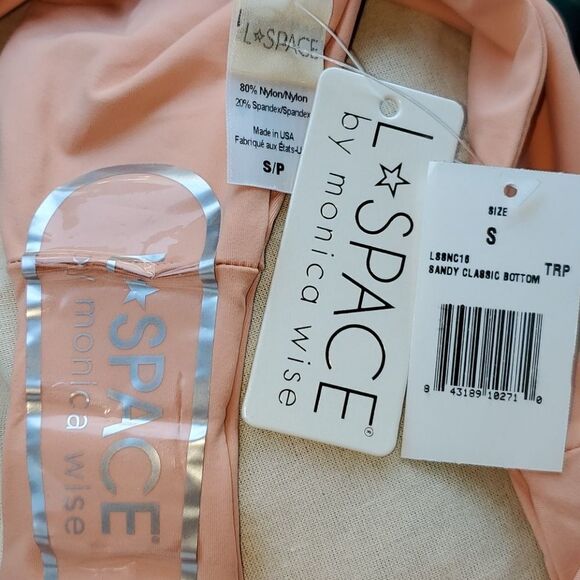 L☆SPACE
80% Nylon/Nylon
20% Spandex/Spandex
Made in USA
Fabriqué aux États-U
S/P
L☆SPACE®
by monica wise
SIZE
S
LSSNC16
SANDY CLASSIC BOTTOM
TRP
8 43189 10271 0
L☆SPACE®
by monica wise